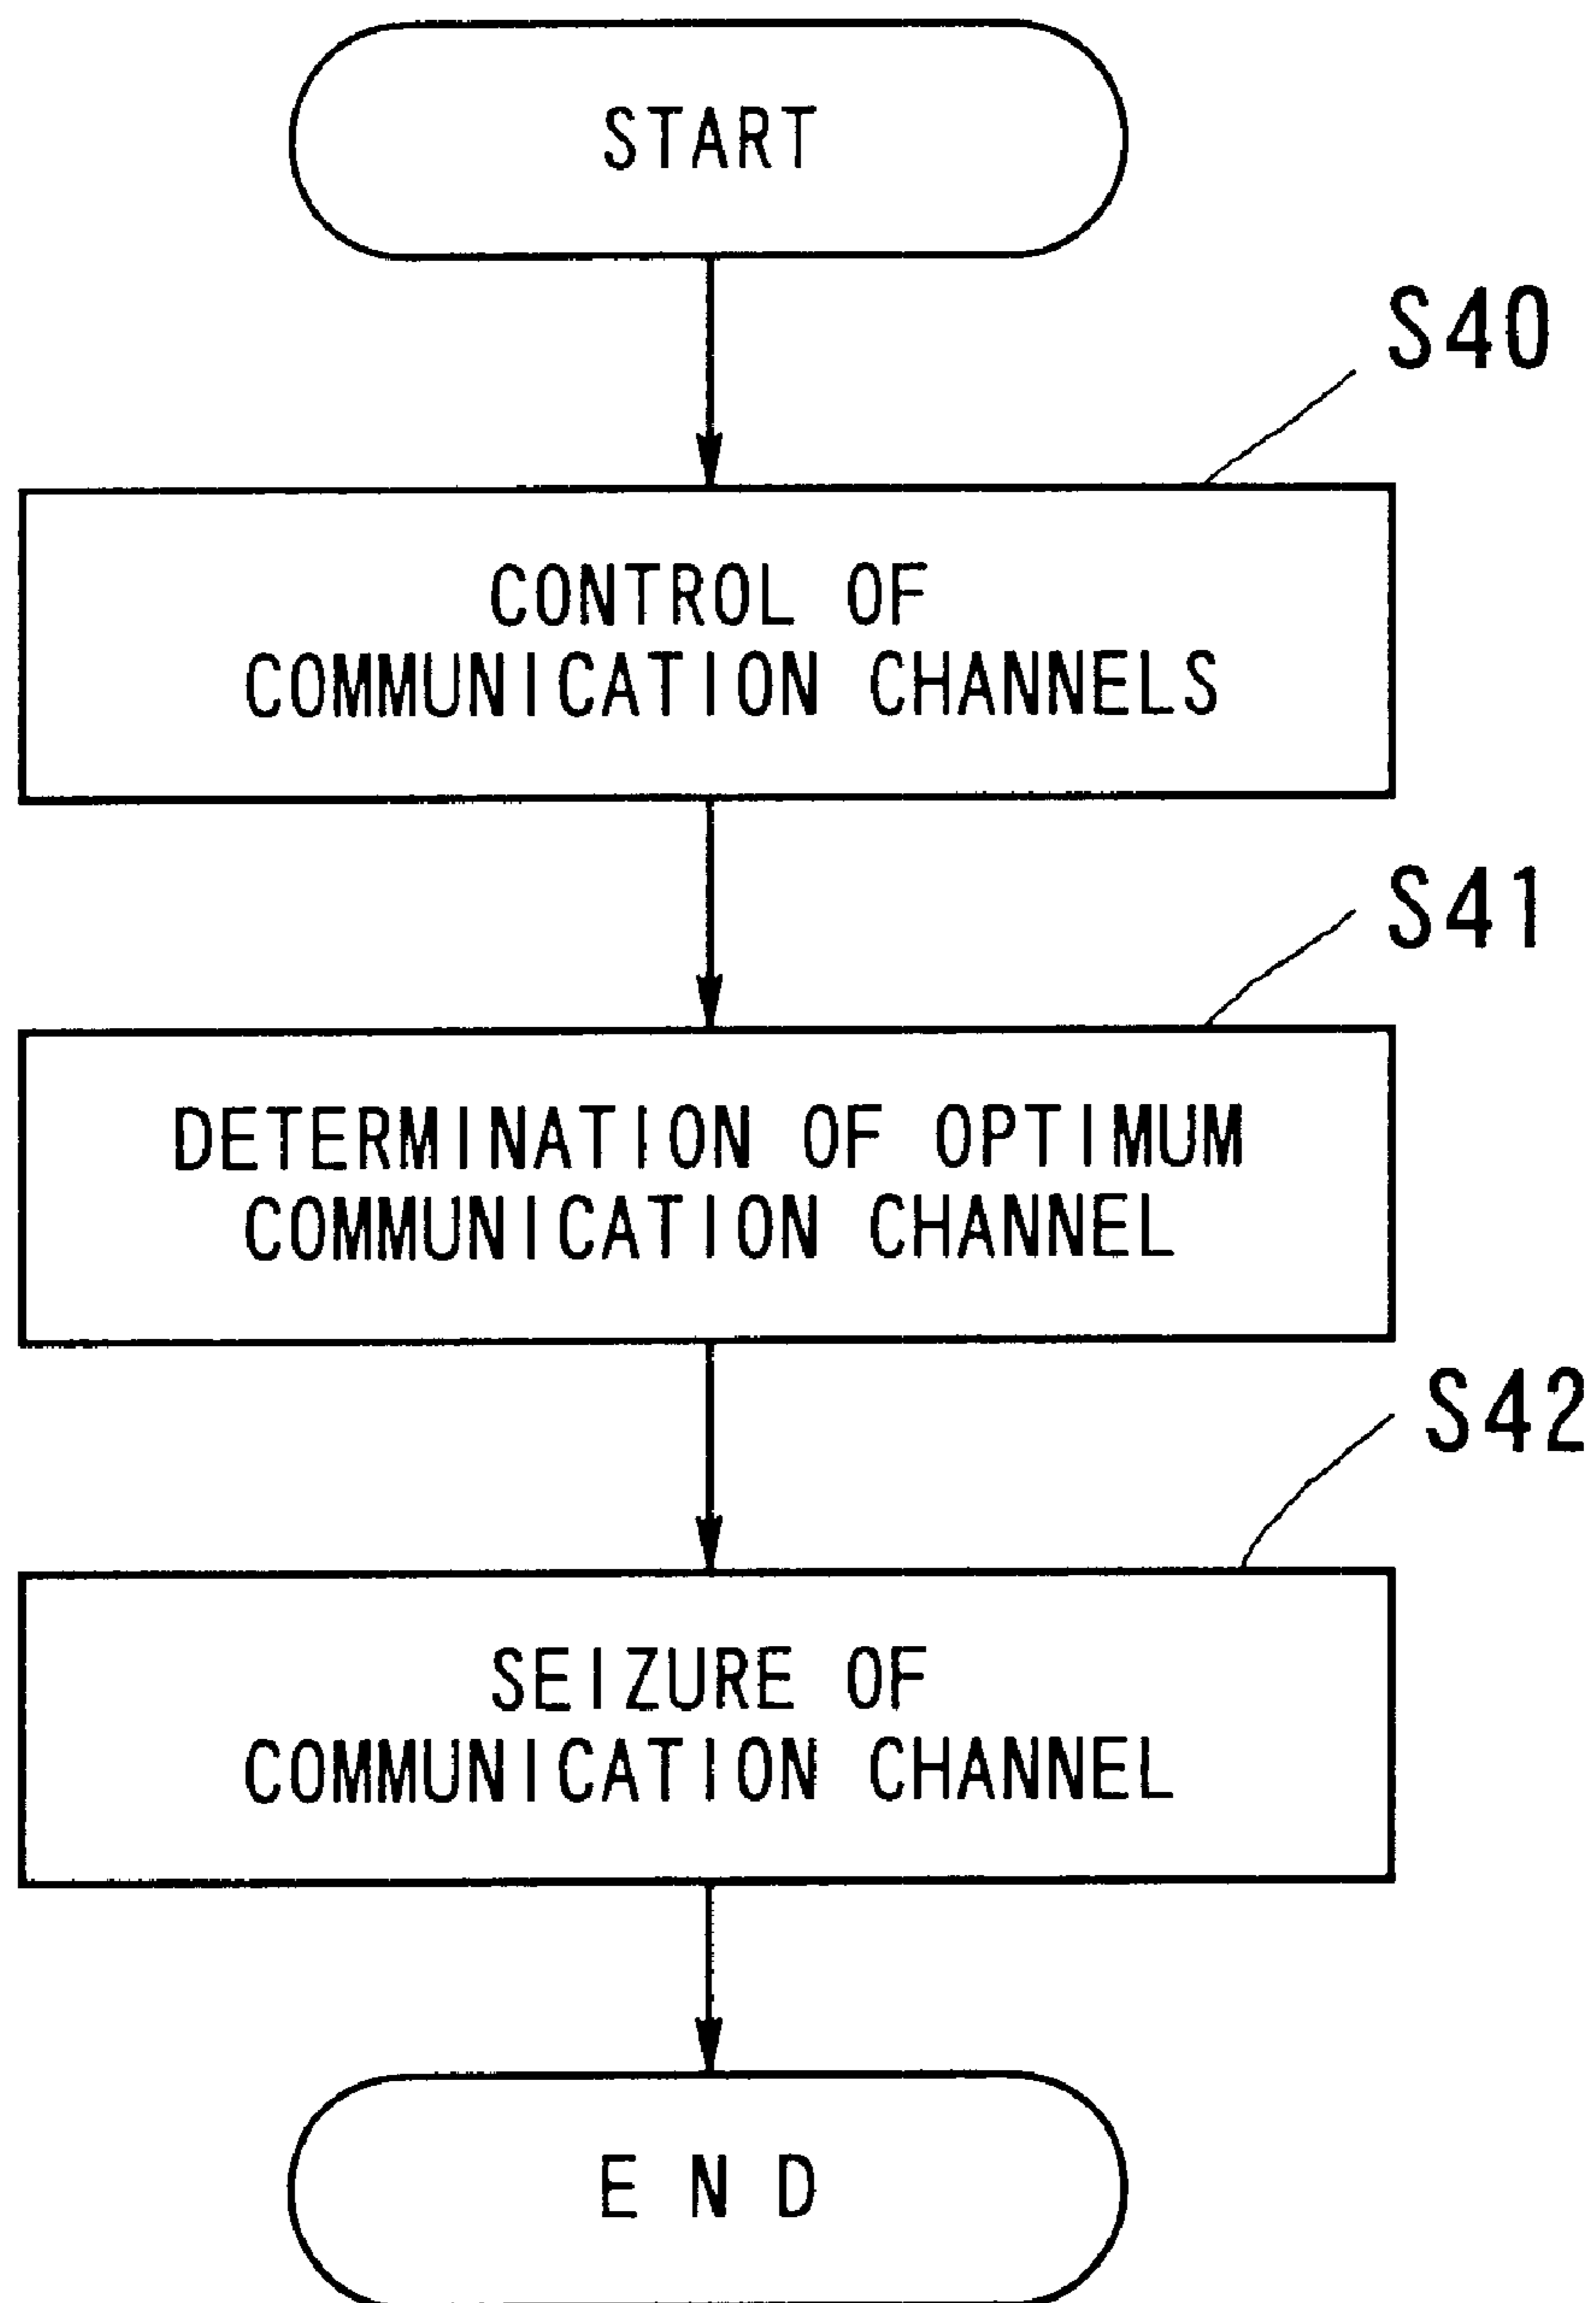 START
S40
CONTROL OF
COMMUNICATION CHANNELS
S41
DETERMINATION OF OPTIMUM
COMMUNICATION CHANNEL
S42
SEIZURE OF
COMMUNICATION CHANNEL
END